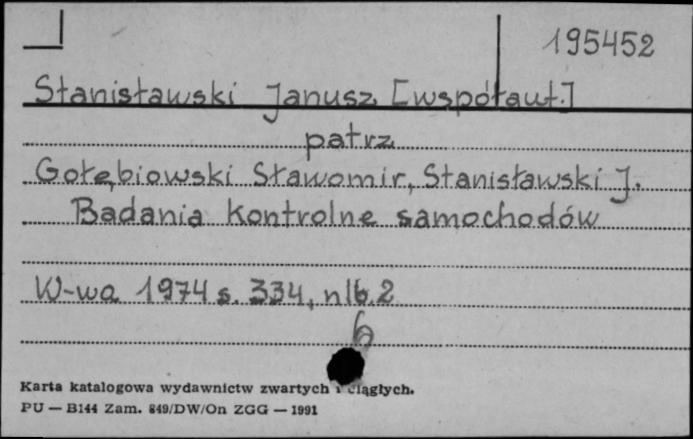 195452
Stanisławski Janusz [współaut.]
patrz
Gołębiowski Sławomir, Stanisławski J.
Badania kontrolne samochodów
W-wa 1974 s. 334, nlb. 2
Karta katalogowa wydawnictw zwartych i ciągłych.
PU — B144 Zam. 849/DW/On ZGG — 1991